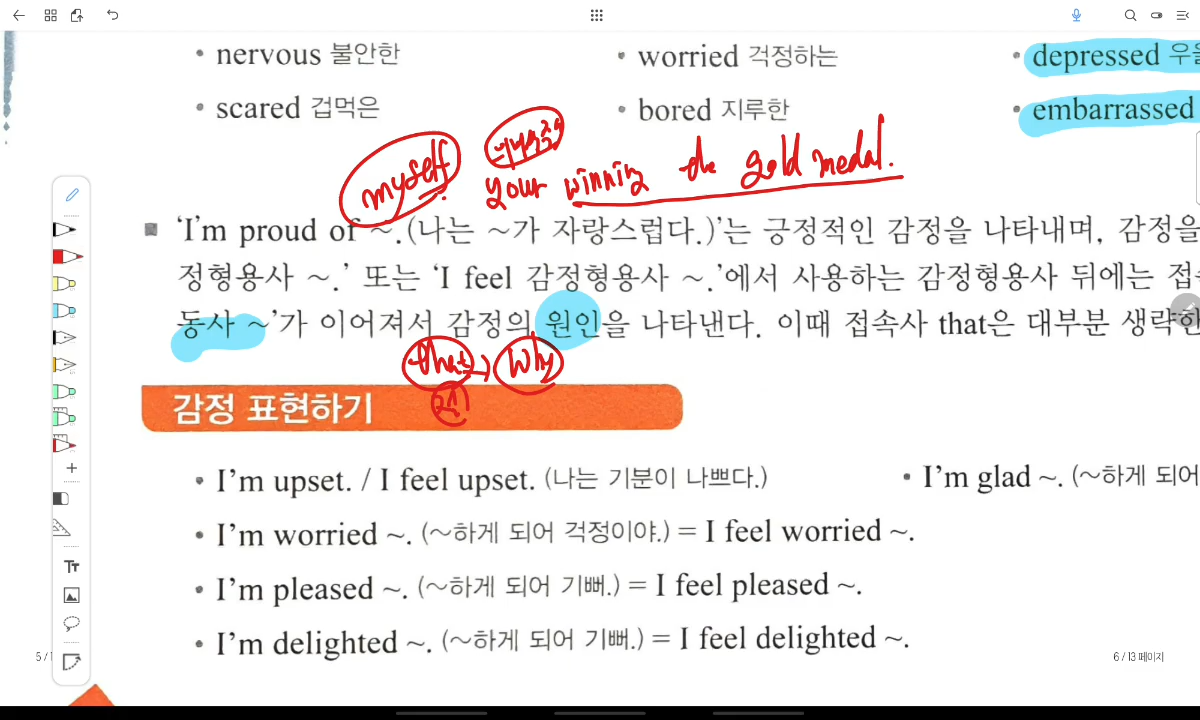 • nervous 불안한 • worried 걱정하는 • depressed 우울
• scared 겁먹은 • bored 지루한 • embarrassed
myself
your winning the gold medal.
'I'm proud of ~.(나는 ~가 자랑스럽다.)'는 긍정적인 감정을 나타내며, 감정을
정형용사 ~.' 또는 'I feel 감정형용사 ~.'에서 사용하는 감정형용사 뒤에는 접속
동사 ~'가 이어져서 감정의 원인을 나타낸다. 이때 접속사 that은 대부분 생략한
that → why
감정 표현하기
• I'm upset. / I feel upset. (나는 기분이 나쁘다.) • I'm glad ~. (~하게 되어
• I'm worried ~. (~하게 되어 걱정이야.) = I feel worried ~.
• I'm pleased ~. (~하게 되어 기뻐.) = I feel pleased ~.
• I'm delighted ~. (~하게 되어 기뻐.) = I feel delighted ~.
Tт
5 / 1
6 / 13 페이지